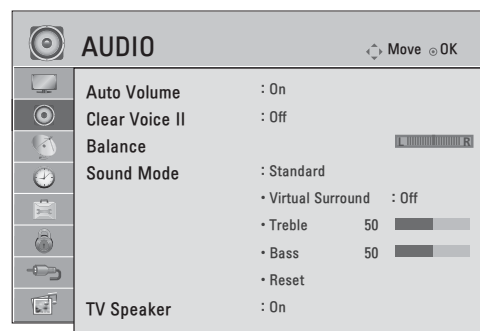 AUDIO Move OK
Auto Volume : On
Clear Voice II : Off
Balance L R
Sound Mode : Standard
• Virtual Surround : Off
• Treble 50
• Bass 50
• Reset
TV Speaker : On